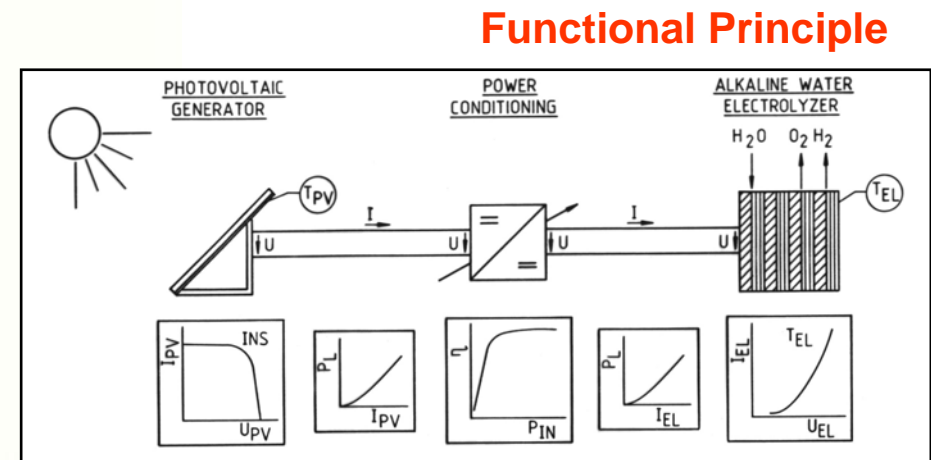 Functional Principle
PHOTOVOLTAIC
GENERATOR
POWER
CONDITIONING
ALKALINE WATER
ELECTROLYZER
H2O O2 H2
TPV
I
I
TEL
U
U
U
U
=
=
IPV
INS
UPV
PL
IPV
η
PIN
PL
IEL
IEL
TEL
UEL